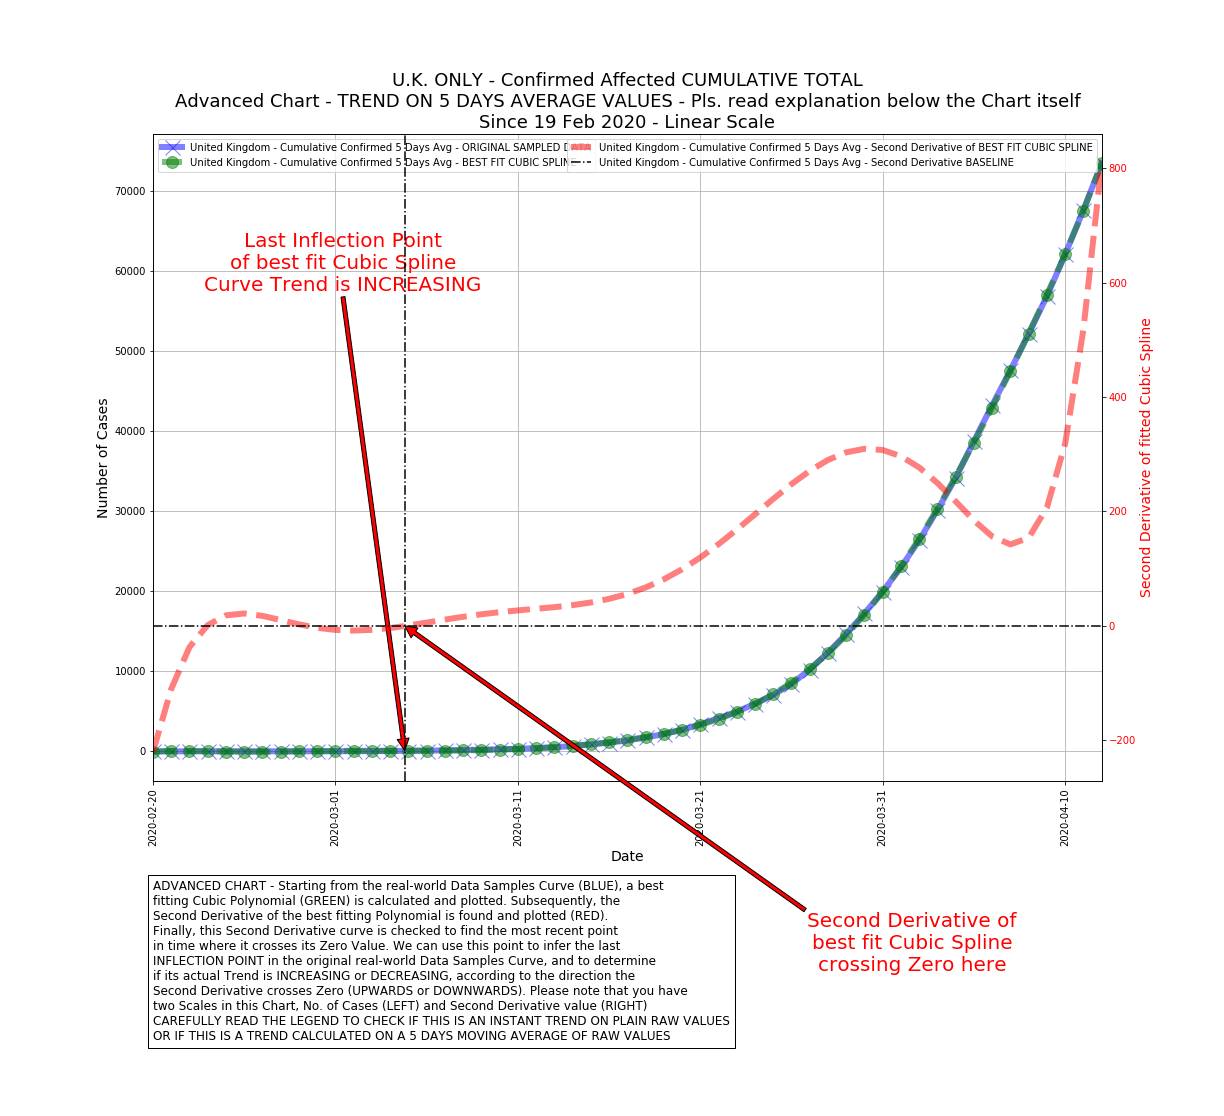 U.K. ONLY - Confirmed Affected CUMULATIVE TOTAL
Advanced Chart - TREND ON 5 DAYS AVERAGE VALUES - Pls. read explanation below the Chart itself
Since 19 Feb 2020 - Linear Scale
United Kingdom - Cumulative Confirmed 5 Days Avg - ORIGINAL SAMPLED DATA
United Kingdom - Cumulative Confirmed 5 Days Avg - BEST FIT CUBIC SPLINE
United Kingdom - Cumulative Confirmed 5 Days Avg - Second Derivative of BEST FIT CUBIC SPLINE
United Kingdom - Cumulative Confirmed 5 Days Avg - Second Derivative BASELINE
Last Inflection Point
of best fit Cubic Spline
Curve Trend is INCREASING
Number of Cases
70000
60000
50000
40000
30000
20000
10000
0
800
600
400
200
0
−200
Second Derivative of fitted Cubic Spline
2020-02-20
2020-03-01
2020-03-11
2020-03-21
2020-03-31
2020-04-10
Date
ADVANCED CHART - Starting from the real-world Data Samples Curve (BLUE), a best
fitting Cubic Polynomial (GREEN) is calculated and plotted. Subsequently, the
Second Derivative of the best fitting Polynomial is found and plotted (RED).
Finally, this Second Derivative curve is checked to find the most recent point
in time where it crosses its Zero Value. We can use this point to infer the last
INFLECTION POINT in the original real-world Data Samples Curve, and to determine
if its actual Trend is INCREASING or DECREASING, according to the direction the
Second Derivative crosses Zero (UPWARDS or DOWNWARDS). Please note that you have
two Scales in this Chart, No. of Cases (LEFT) and Second Derivative value (RIGHT)
CAREFULLY READ THE LEGEND TO CHECK IF THIS IS AN INSTANT TREND ON PLAIN RAW VALUES
OR IF THIS IS A TREND CALCULATED ON A 5 DAYS MOVING AVERAGE OF RAW VALUES
Second Derivative of
best fit Cubic Spline
crossing Zero here